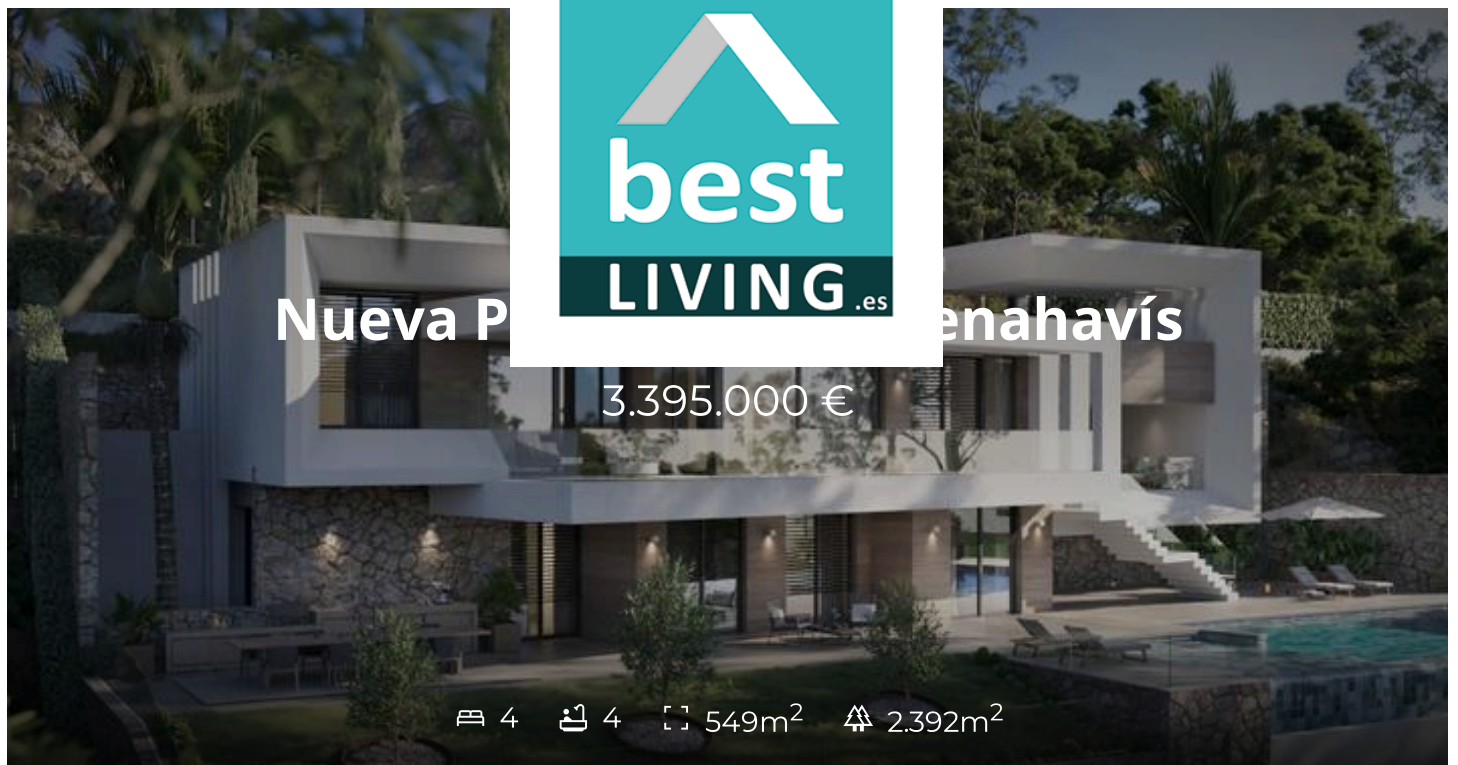 best
LIVING.es
Nueva P enahavís
3.395.000 €
4 4 549m² 2.392m²